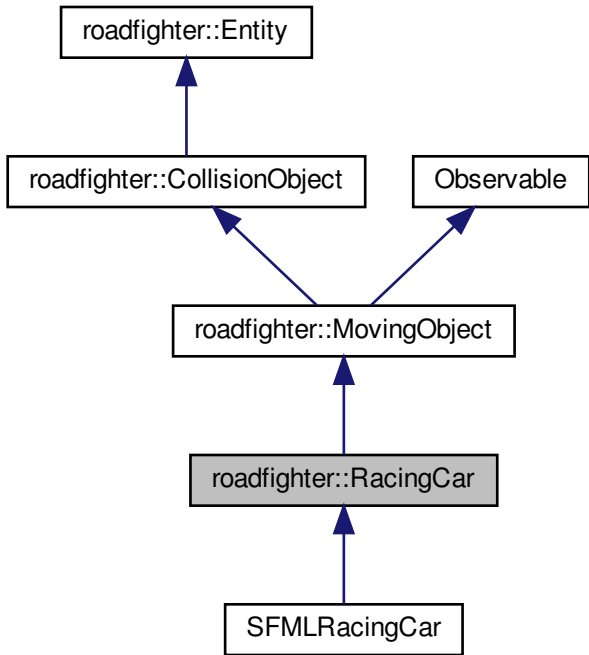 roadfighter::Entity
roadfighter::CollisionObject
Observable
roadfighter::MovingObject
roadfighter::RacingCar
SFMLRacingCar